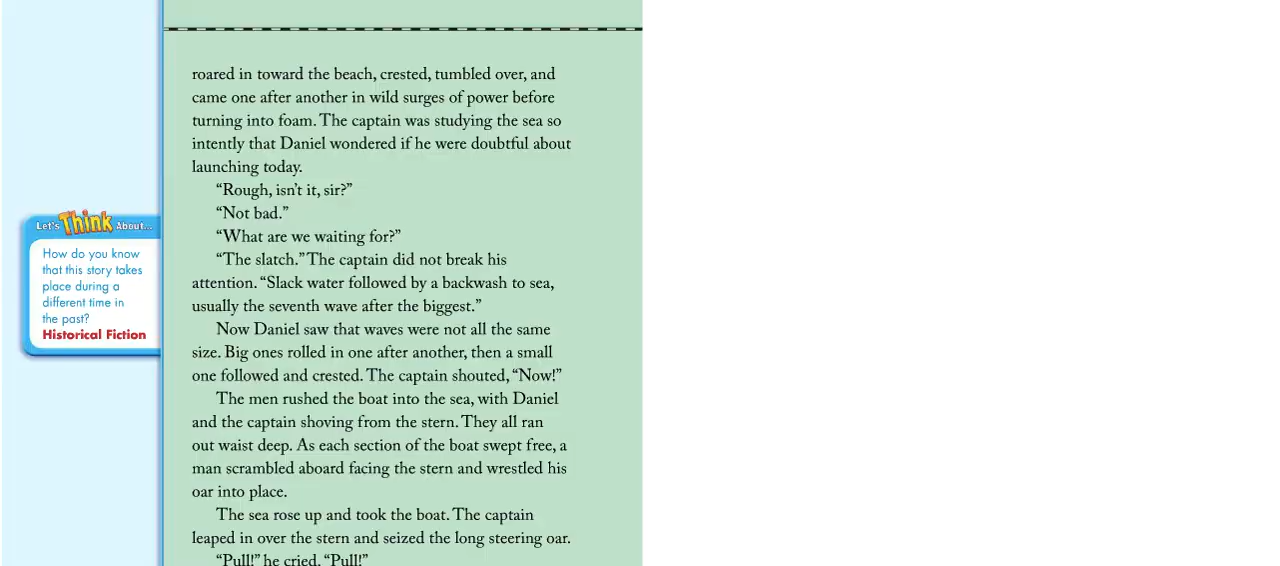 roared in toward the beach, crested, tumbled over, and
came one after another in wild surges of power before
turning into foam. The captain was studying the sea so
intently that Daniel wondered if he were doubtful about
launching today.
“Rough, isn’t it, sir?”
“Not bad.”
“What are we waiting for?”
“The slatch.” The captain did not break his
attention. “Slack water followed by a backwash to sea,
usually the seventh wave after the biggest.”
Now Daniel saw that waves were not all the same
size. Big ones rolled in one after another, then a small
one followed and crested. The captain shouted, “Now!”
The men rushed the boat into the sea, with Daniel
and the captain shoving from the stern. They all ran
out waist deep. As each section of the boat swept free, a
man scrambled aboard facing the stern and wrestled his
oar into place.
The sea rose up and took the boat. The captain
leaped in over the stern and seized the long steering oar.
“Pull!” he cried. “Pull!”
Let’s Think About...
How do you know
that this story takes
place during a
different time in
the past?
Historical Fiction